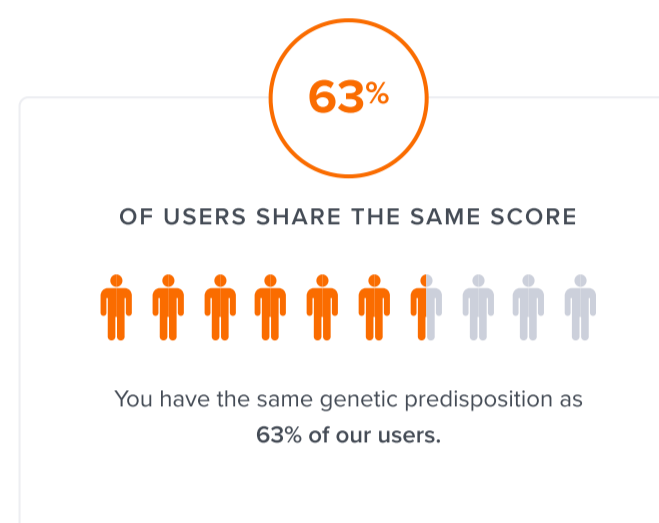 63%
OF USERS SHARE THE SAME SCORE
You have the same genetic predisposition as
63% of our users.